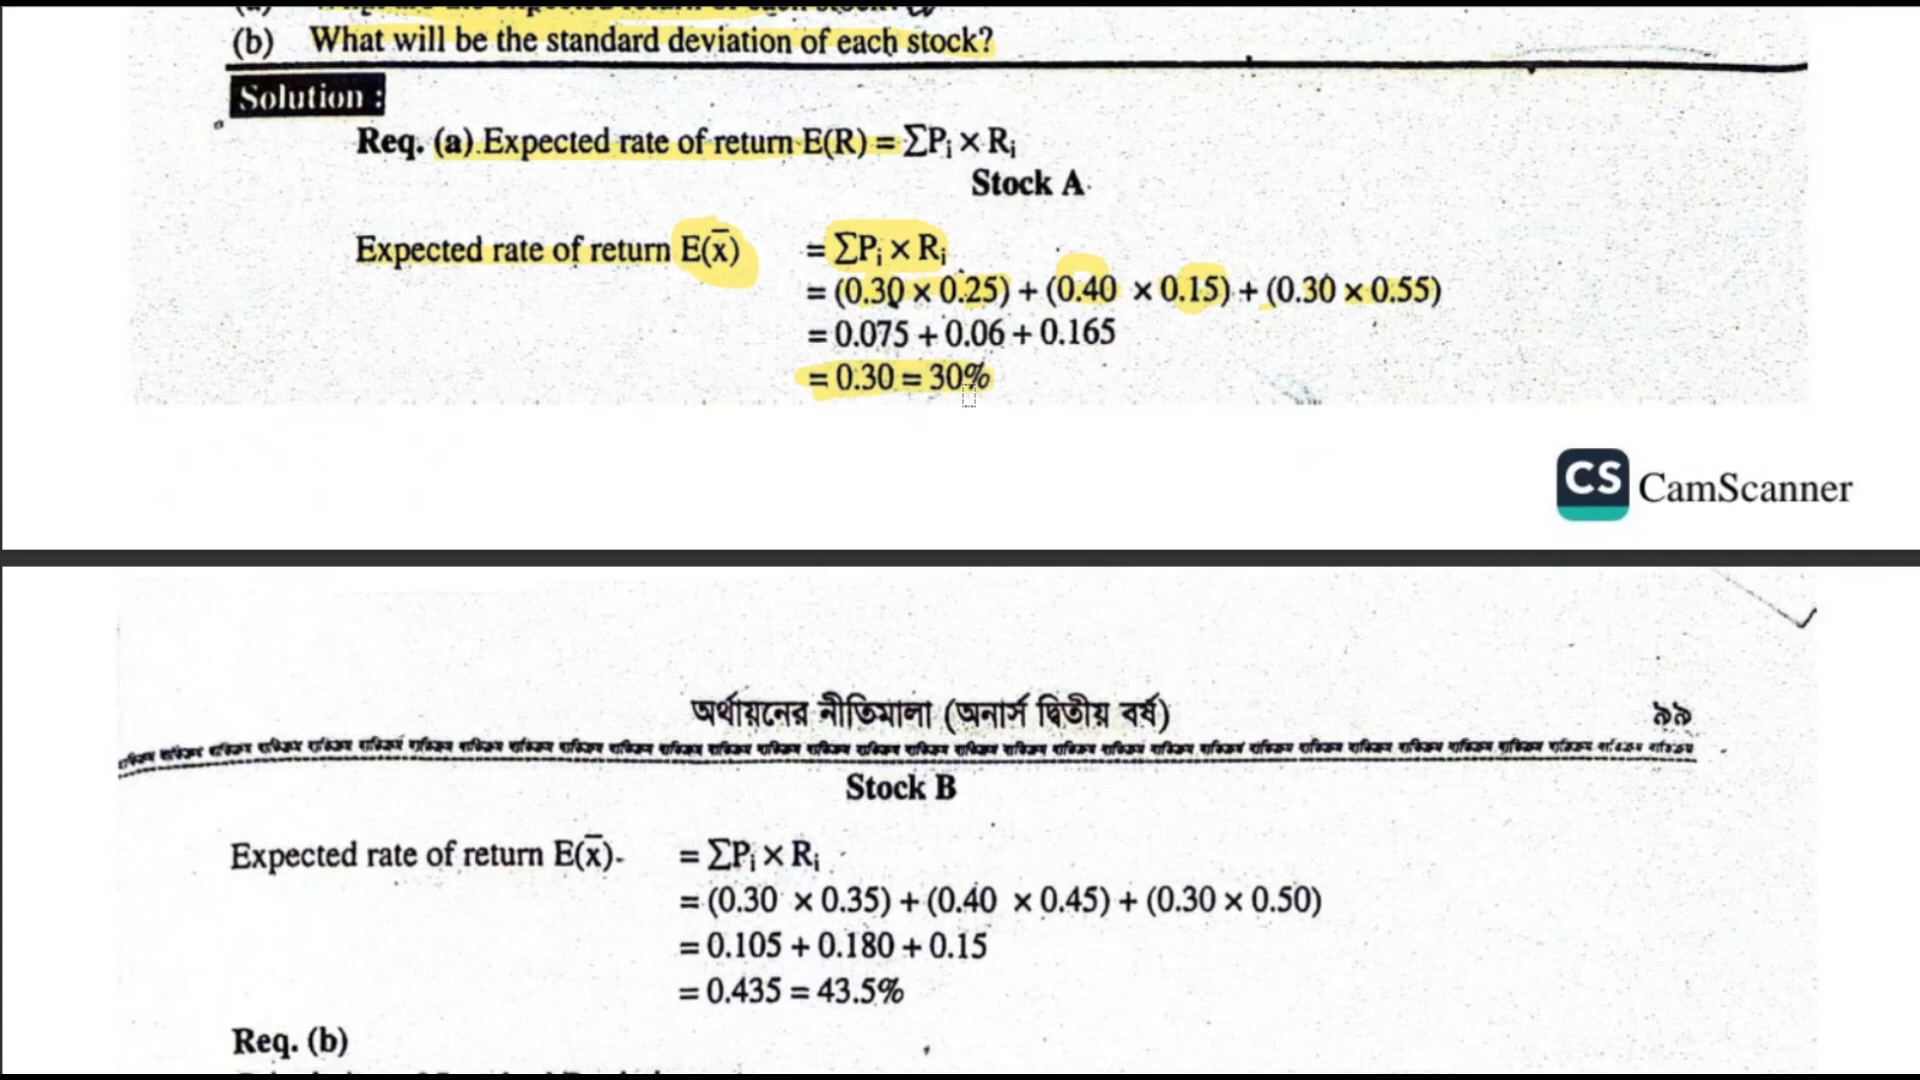 (b) What will be the standard deviation of each stock?
Solution :
Req. (a) Expected rate of return E(R) = ∑Pᵢ × Rᵢ
Stock A
Expected rate of return E(x̄) = ∑Pᵢ × Rᵢ
= (0.30 × 0.25) + (0.40 × 0.15) + (0.30 × 0.55)
= 0.075 + 0.06 + 0.165
= 0.30 = 30%
CS CamScanner
অর্থায়নের নীতিমালা (অনার্স দ্বিতীয় বর্ষ) ৯৯
Stock B
Expected rate of return E(x̄) = ∑Pᵢ × Rᵢ
= (0.30 × 0.35) + (0.40 × 0.45) + (0.30 × 0.50)
= 0.105 + 0.180 + 0.15
= 0.435 = 43.5%
Req. (b)